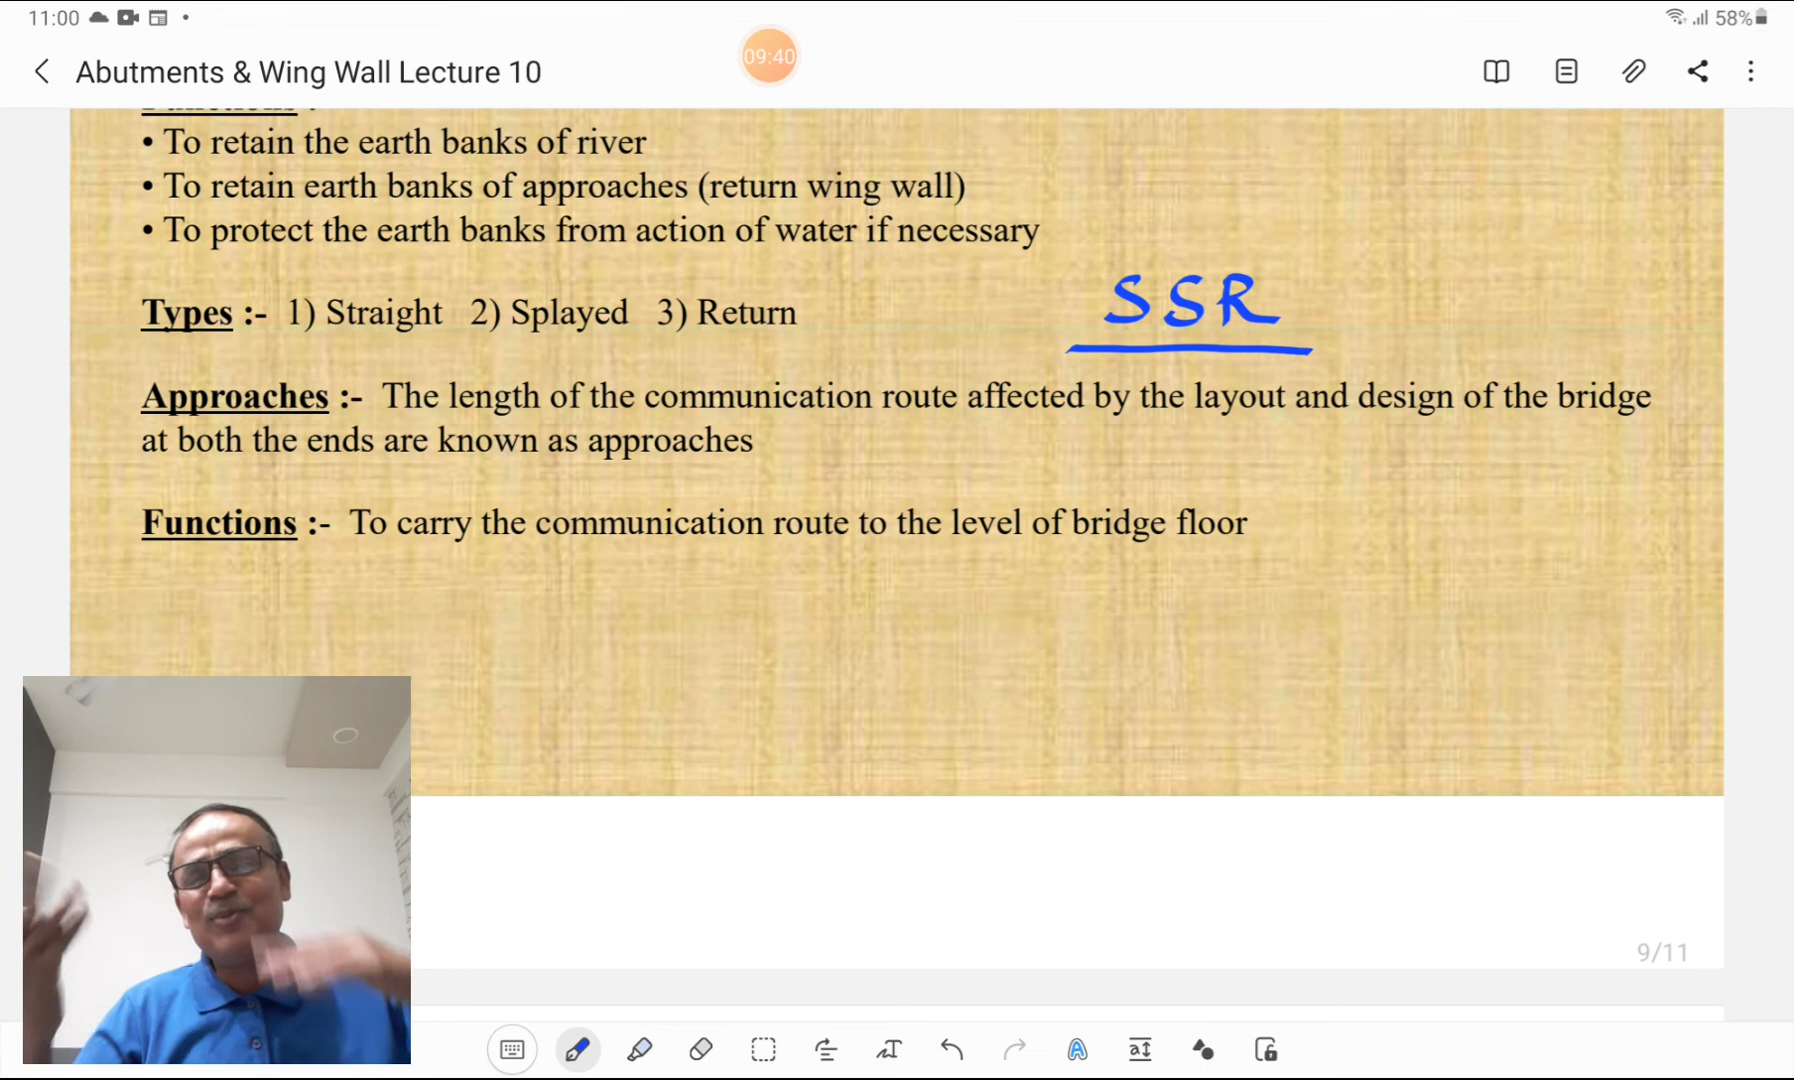 11:00
58%
Abutments & Wing Wall Lecture 10
09:40
• To retain the earth banks of river
• To retain earth banks of approaches (return wing wall)
• To protect the earth banks from action of water if necessary
SSR
Types :- 1) Straight 2) Splayed 3) Return
Approaches :- The length of the communication route affected by the layout and design of the bridge
at both the ends are known as approaches
Functions :- To carry the communication route to the level of bridge floor
9/11